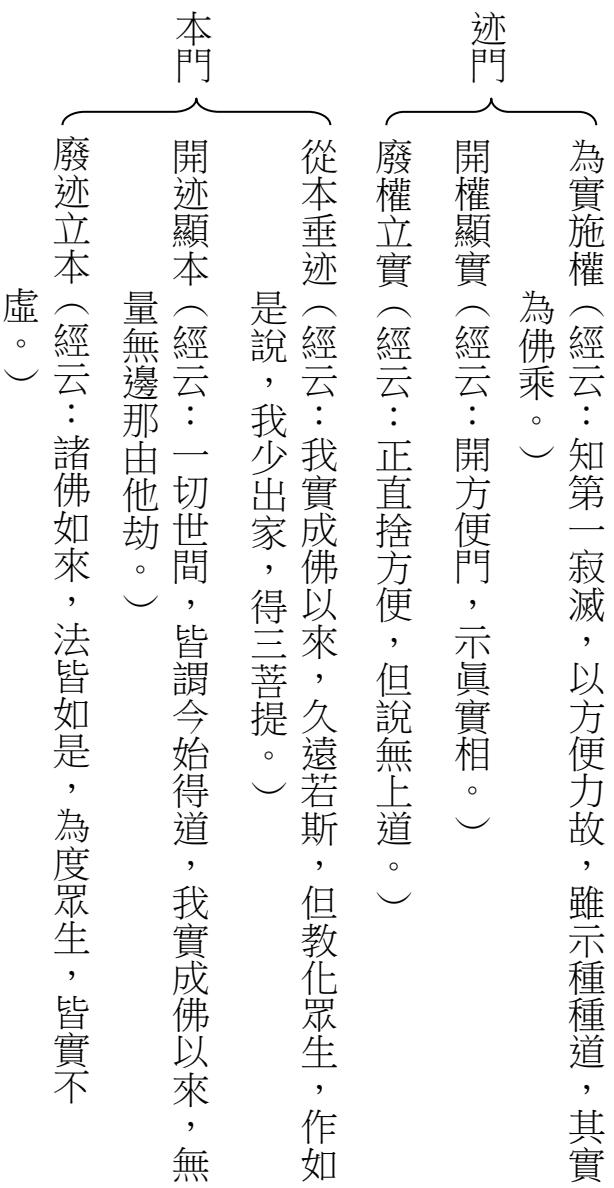 迹門
為實施權（經云：知第一寂滅，以方便力故，雖示種種道，其實
為佛乘。）
開權顯實（經云：開方便門，示眞實相。）
廢權立實（經云：正直捨方便，但說無上道。）
本門
從本垂迹（經云：我實成佛以來，久遠若斯，但教化眾生，作如
是說，我少出家，得三菩提。）
開迹顯本（經云：一切世間，皆謂今始得道，我實成佛以來，無
量無邊那由他劫。）
廢迹立本（經云：諸佛如來，法皆如是，為度眾生，皆實不
虛。）